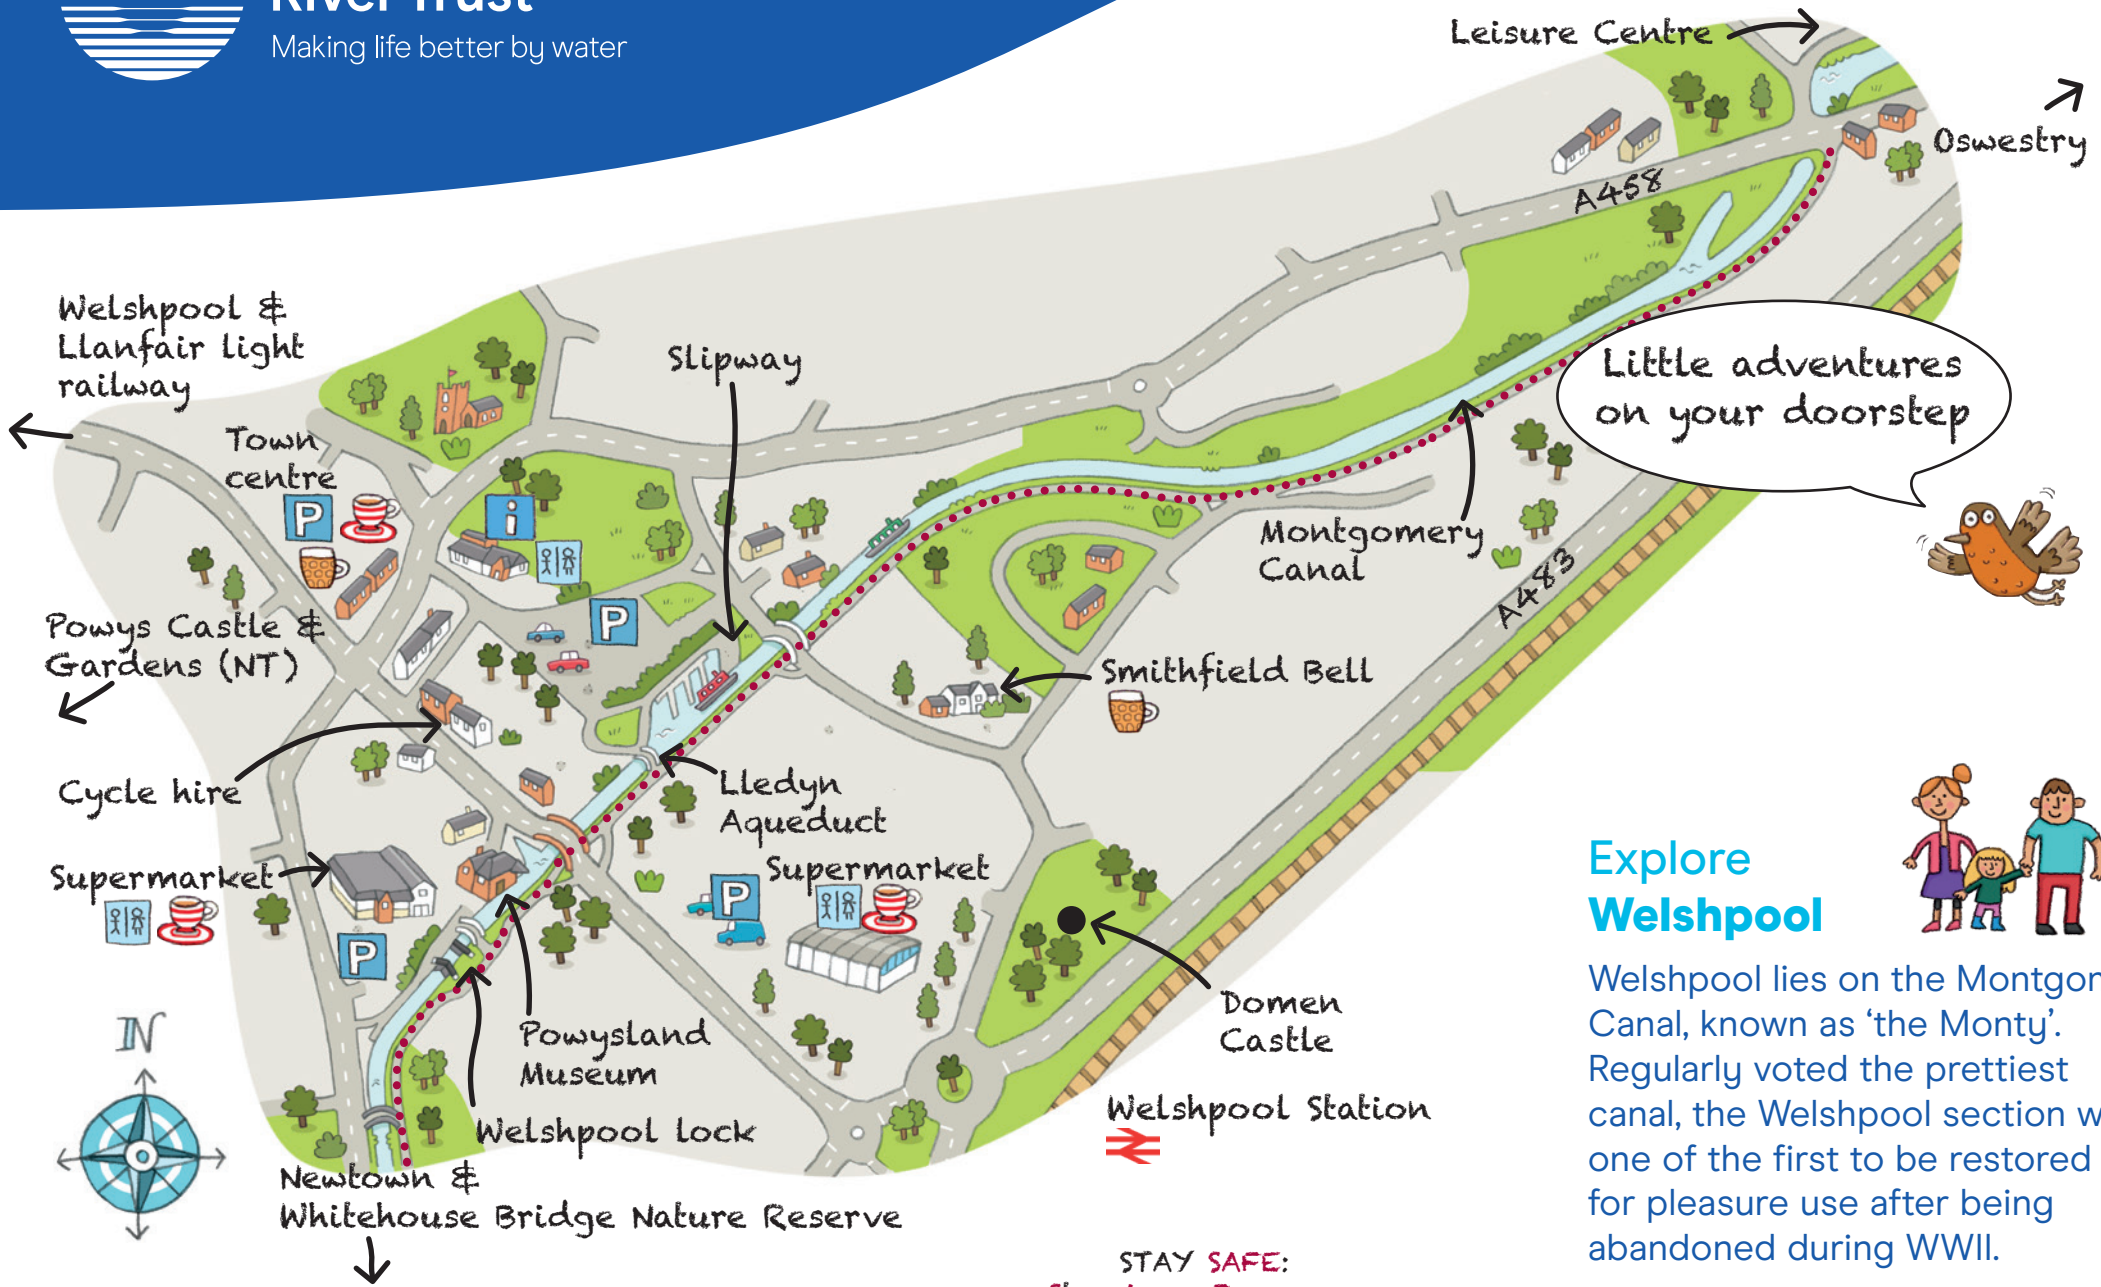 River Trust
Making life better by water
Leisure Centre
Oswestry
A458
Welshpool &
Llanfair light
railway
Slipway
Little adventures
on your doorstep
Town
centre
P
i
Montgomery
Canal
A483
P
Powys Castle &
Gardens (NT)
Smithfield Bell
Cycle hire
Lledyn
Aqueduct
Supermarket
Supermarket
P
P
Explore
Welshpool
Welshpool lies on the
Canal, known as ‘the Monty’.
Regularly voted the prettiest
canal, the Welshpool section
one of the first to be restored
for pleasure use after being
abandoned during WWII.
Domen
Castle
Powysland
Museum
Welshpool Station
Welshpool lock
N
Newtown &
Whitehouse Bridge Nature Reserve
STAY SAFE: